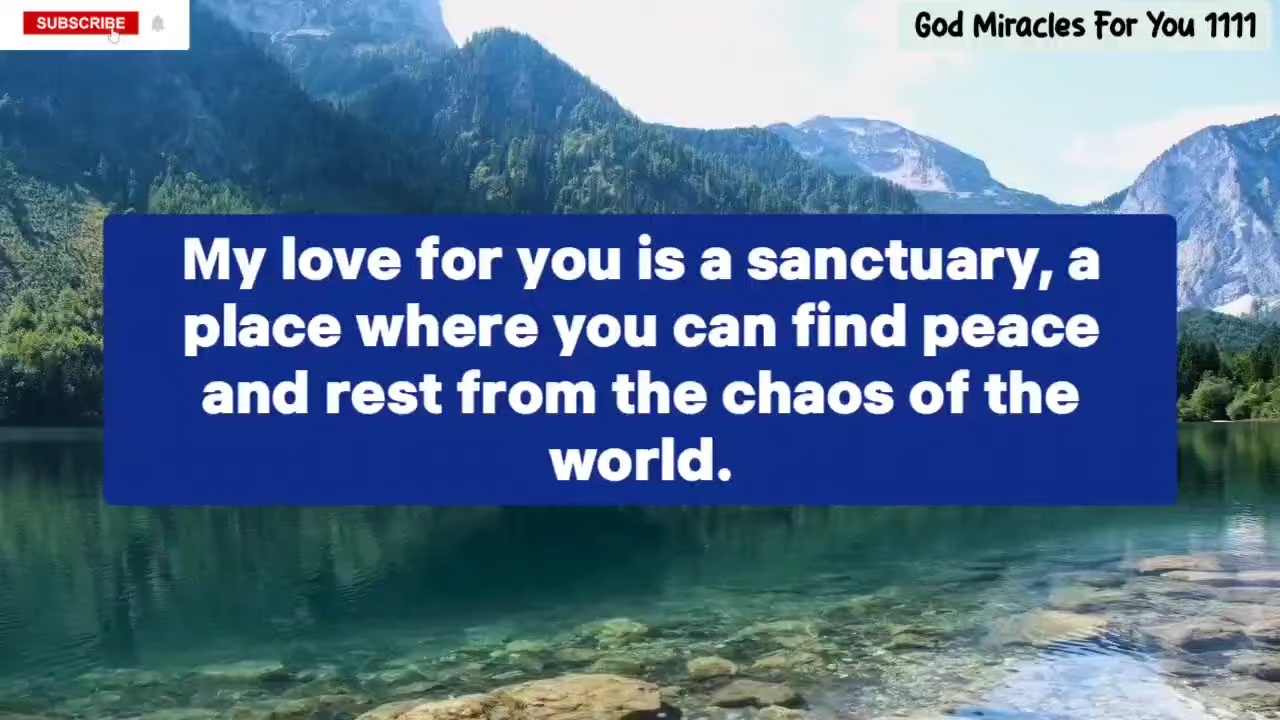 SUBSCRIBE
God Miracles For You 1111
My love for you is a sanctuary, a
place where you can find peace
and rest from the chaos of the
world.